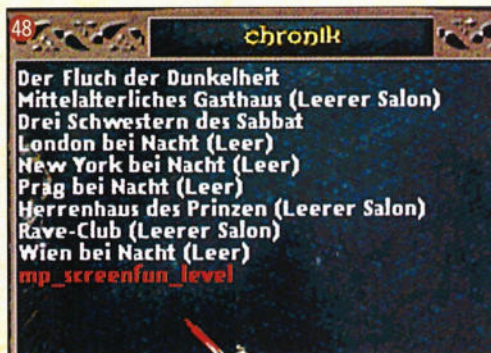 48
chronik
Der Fluch der Dunkelheit
Mittelalterliches Gasthaus (Leerer Salon)
Drei Schwestern des Sabbat
London bei Nacht (Leer)
New York bei Nacht (Leer)
Prag bei Nacht (Leer)
Herrenhaus des Prinzen (Leerer Salon)
Rave-Club (Leerer Salon)
Wien bei Nacht (Leer)
mp_screenfun_level